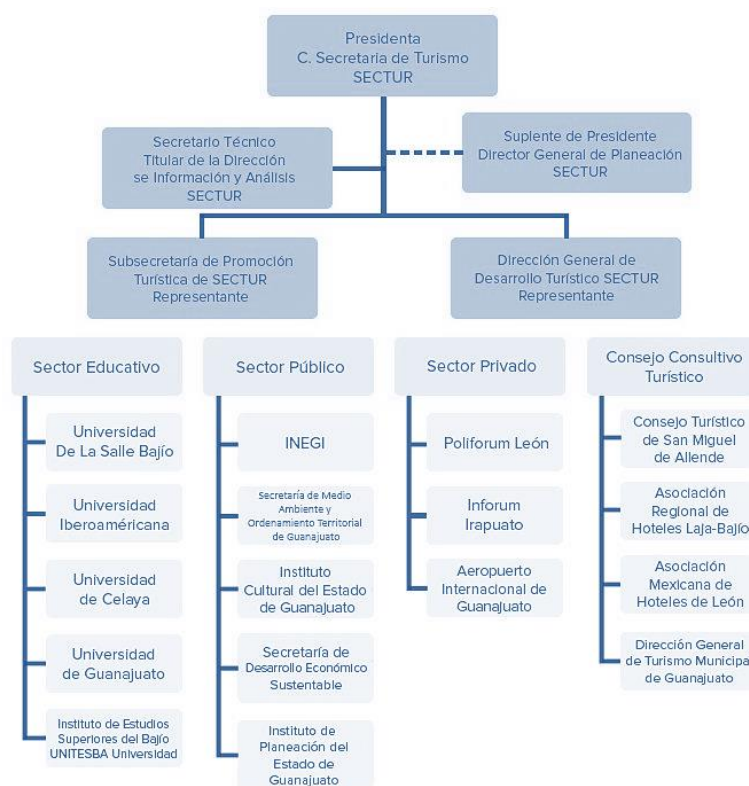 Presidenta
C. Secretaria de Turismo
SECTUR
Secretario Técnico
Titular de la Dirección
se Información y Análisis
SECTUR
Suplente de Presidente
Director General de Planeación
SECTUR
Subsecretaría de Promoción
Turística de SECTUR
Representante
Dirección General de
Desarrollo Turístico SECTUR
Representante
Sector Educativo
Universidad
De La Salle Bajío
Universidad
Iberoaméricana
Universidad
de Celaya
Universidad
de Guanajuato
Instituto de Estudios
Superiores del Bajío
UNITESBA Universidad
Sector Público
INEGI
Secretaría de Medio
Ambiente y
Ordenamiento Territorial
de Guanajuato
Instituto
Cultural del Estado
de Guanajuato
Secretaría de
Desarrollo Económico
Sustentable
Instituto de
Planeación del
Estado de
Guanajuato
Sector Privado
Políforum León
Inforum
Irapuato
Aeropuerto
Internacional de
Guanajuato
Consejo Consultivo
Turístico
Consejo Turístico
de San Miguel
de Allende
Asociación
Regional de
Hoteles Laja-Bajío
Asociación
Mexicana de
Hoteles de León
Dirección General
de Turismo Municipa
de Guanajuato